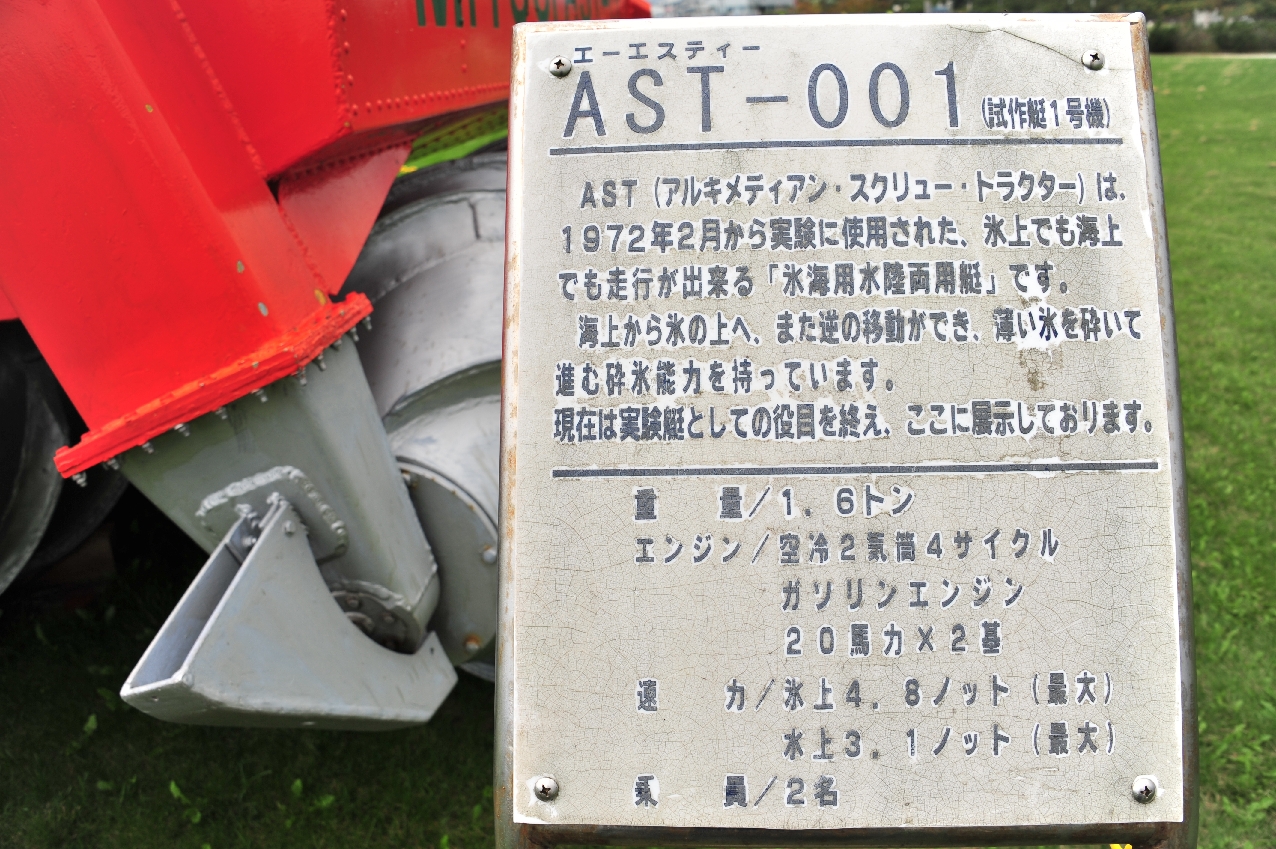 エーエスティー
AST-001(試作艇1号機)
AST(アルキメディアン・スクリュー・トラクター)は、
1972年2月から実験に使用された、氷上でも海上
でも走行が出来る「氷海用水陸両用艇」です。
海上から氷の上へ、また逆の移動ができ、薄い氷を砕いて
進む砕氷能力を持っています。
現在は実験艇としての役目を終え、ここに展示しております。
重 量/1.6トン
エンジン/空冷2気筒4サイクル
ガソリンエンジン
20馬力×2基
速 力/氷上4.8ノット(最大)
水上3.1ノット(最大)
乗 員/2名